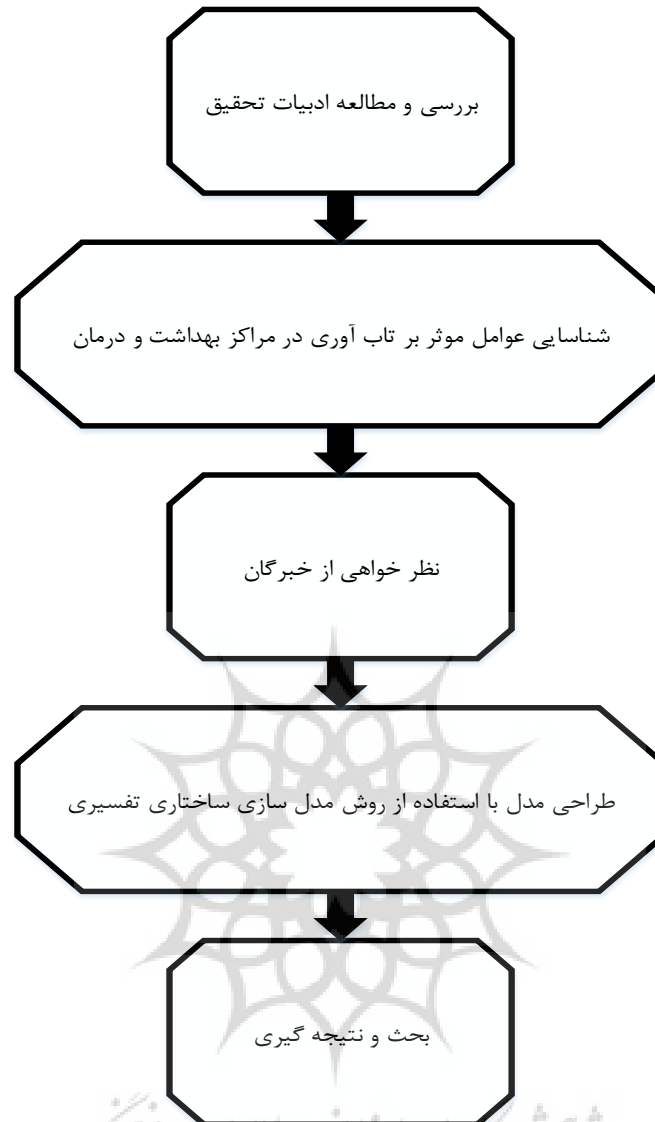 بررسی و مطالعه ادبیات تحقیق
شناسایی عوامل موثر بر تاب آوری در مراکز بهداشت و درمان
نظر خواهی از خبرگان
طراحی مدل با استفاده از روش مدل سازی ساختاری تفسیری
بحث و نتیجه گیری